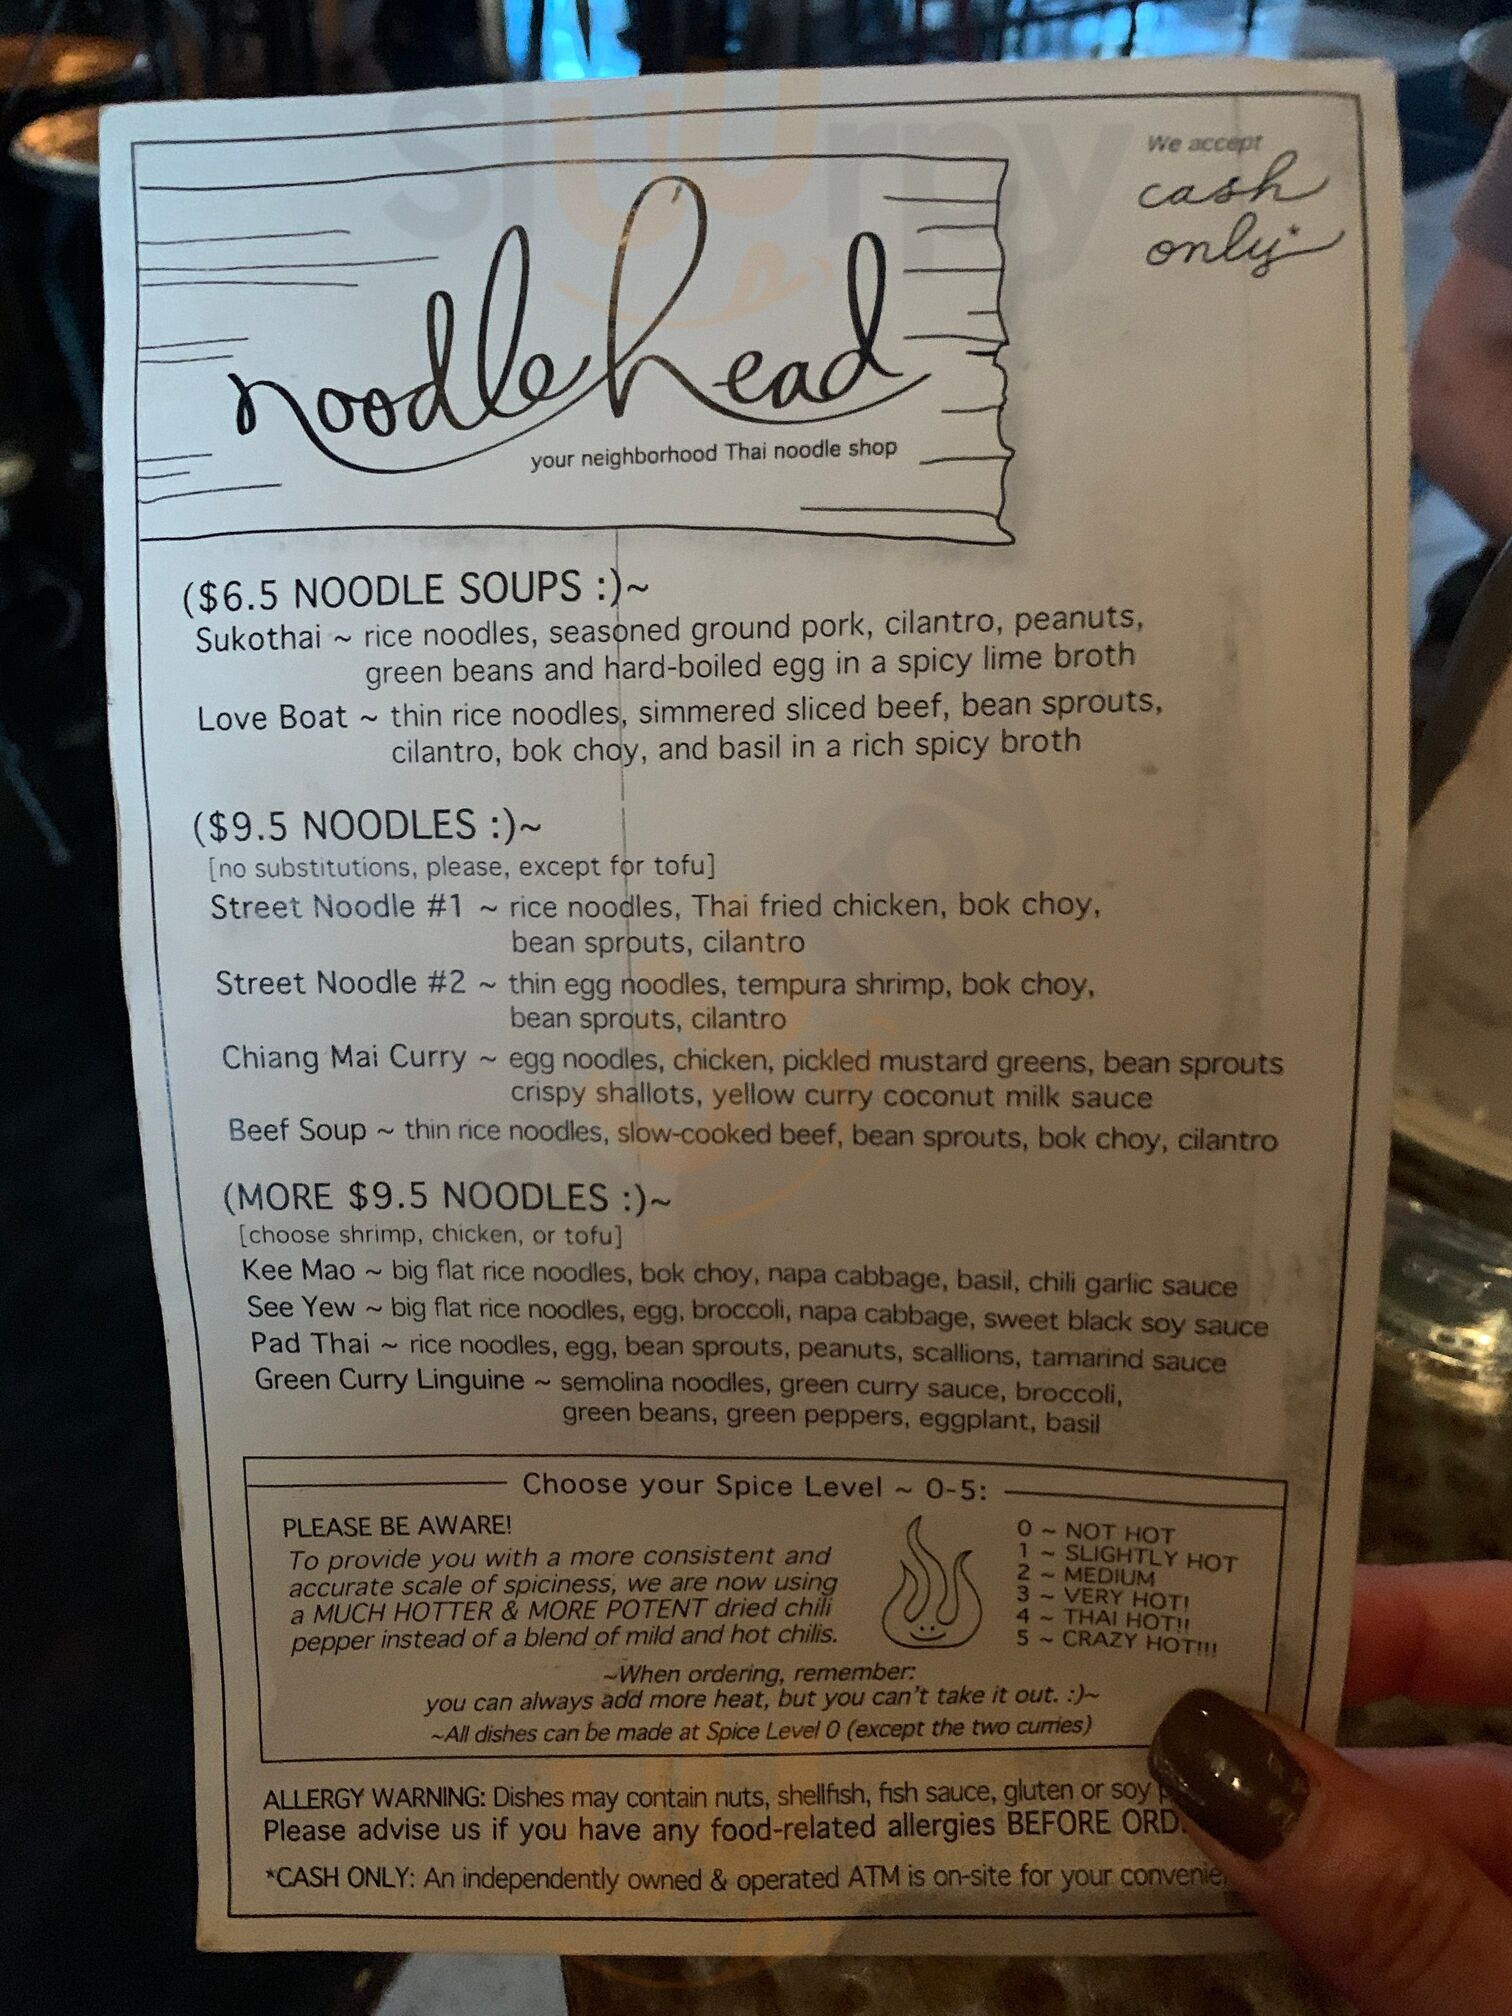 We accept
cash
only*
noodlehead
your neighborhood Thai noodle shop
($6.5 NOODLE SOUPS :)~
Sukothai ~ rice noodles, seasoned ground pork, cilantro, peanuts,
green beans and hard-boiled egg in a spicy lime broth
Love Boat ~ thin rice noodles, simmered sliced beef, bean sprouts,
cilantro, bok choy, and basil in a rich spicy broth
($9.5 NOODLES :)~
[no substitutions, please, except for tofu]
Street Noodle #1 ~ rice noodles, Thai fried chicken, bok choy,
bean sprouts, cilantro
Street Noodle #2 ~ thin egg noodles, tempura shrimp, bok choy,
bean sprouts, cilantro
Chiang Mai Curry ~ egg noodles, chicken, pickled mustard greens, bean sprouts
crispy shallots, yellow curry coconut milk sauce
Beef Soup ~ thin rice noodles, slow-cooked beef, bean sprouts, bok choy, cilantro
(MORE $9.5 NOODLES :)~
[choose shrimp, chicken, or tofu]
Kee Mao ~ big flat rice noodles, bok choy, napa cabbage, basil, chili garlic sauce
See Yew ~ big flat rice noodles, egg, broccoli, napa cabbage, sweet black soy sauce
Pad Thai ~ rice noodles, egg, bean sprouts, peanuts, scallions, tamarind sauce
Green Curry Linguine ~ semolina noodles, green curry sauce, broccoli,
green beans, green peppers, eggplant, basil
Choose your Spice Level ~ 0-5:
PLEASE BE AWARE!
To provide you with a more consistent and
accurate scale of spiciness, we are now using
a MUCH HOTTER & MORE POTENT dried chili
pepper instead of a blend of mild and hot chilis.
0 ~ NOT HOT
1 ~ SLIGHTLY HOT
2 ~ MEDIUM
3 ~ VERY HOT!
4 ~ THAI HOT!!
5 ~ CRAZY HOT!!!
~When ordering, remember:
you can always add more heat, but you can't take it out. :)~
~All dishes can be made at Spice Level 0 (except the two curries)
ALLERGY WARNING: Dishes may contain nuts, shellfish, fish sauce, gluten or soy
Please advise us if you have any food-related allergies BEFORE
*CASH ONLY: An independently owned & operated ATM is on-site for your